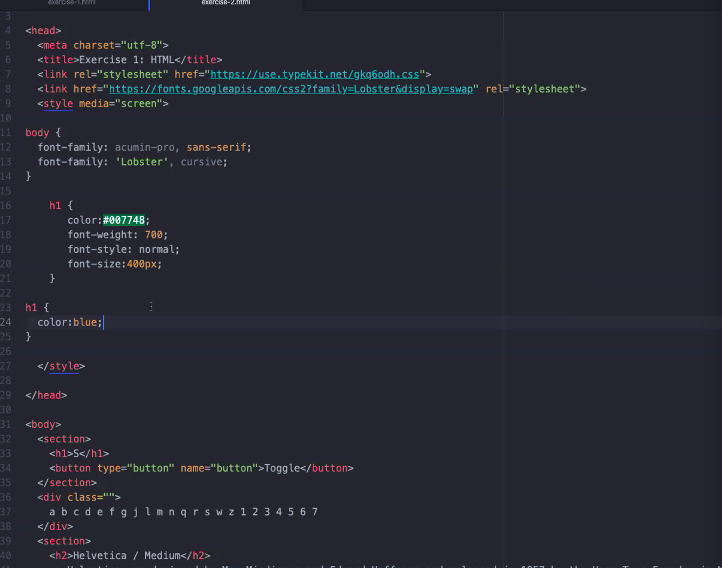 exercise-1.html
exercise-2.html
3
4 <head>
5 <meta charset="utf-8">
6 <title>Exercise 1: HTML</title>
7 <link rel="stylesheet" href="https://use.typekit.net/gkq6odh.css">
8 <link href="https://fonts.googleapis.com/css2?family=Lobster&display=swap" rel="stylesheet">
9 <style media="screen">
10
11 body {
12 font-family: acumin-pro, sans-serif;
13 font-family: 'Lobster', cursive;
14 }
15
16 h1 {
17 color:#007748;
18 font-weight: 700;
19 font-style: normal;
20 font-size:400px;
21 }
22
23 h1 {
24 color:blue;
25 }
26
27 </style>
28
29 </head>
30
31 <body>
32 <section>
33 <h1>S</h1>
34 <button type="button" name="button">Toggle</button>
35 </section>
36 <div class="">
37 a b c d e f g j l m n q r s w z 1 2 3 4 5 6 7
38 </div>
39 <section>
40 <h2>Helvetica / Medium</h2>